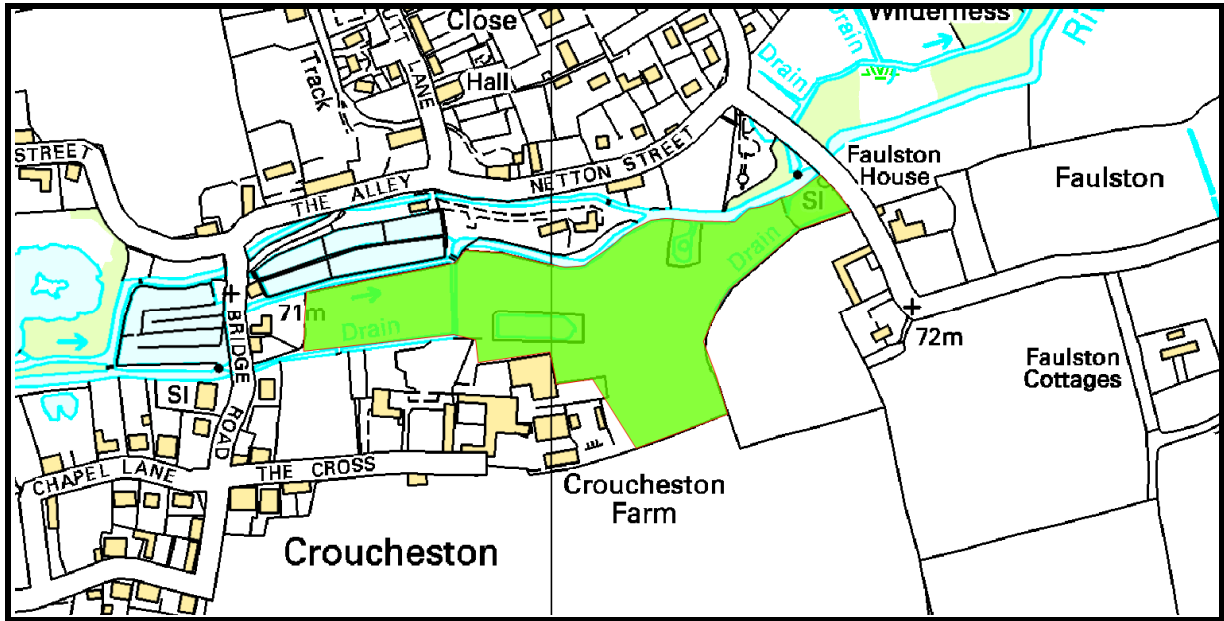 Close
Wilderness
Drain
Drain
Track
LANE
Hall
STREET
NETTON STREET
THE ALLEY
Faulston
House
Faulston
SI
Drain
71m
Drain
BRIDGE
ROAD
72m
Faulston
Cottages
SI
CHAPEL LANE
THE CROSS
Croucheston
Farm
Croucheston